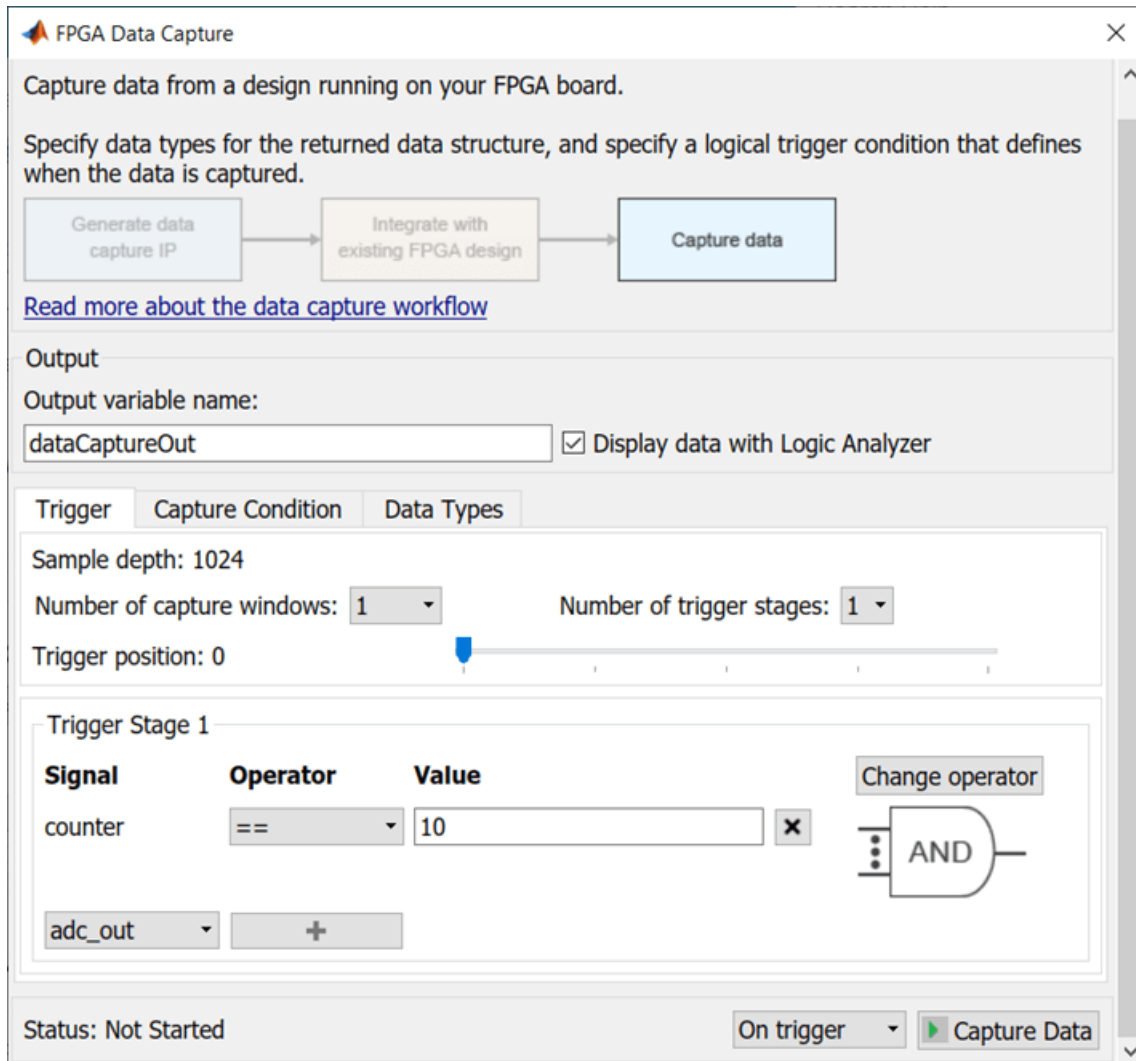 FPGA Data Capture
Capture data from a design running on your FPGA board.
Specify data types for the returned data structure, and specify a logical trigger condition that defines
when the data is captured.
Generate data
capture IP
Integrate with
existing FPGA design
Capture data
Read more about the data capture workflow
Output
Output variable name:
dataCaptureOut
Display data with Logic Analyzer
Trigger
Capture Condition
Data Types
Sample depth: 1024
Number of capture windows: 1
Number of trigger stages: 1
Trigger position: 0
Trigger Stage 1
Signal Operator Value
Change operator
counter == 10
AND
adc_out +
Status: Not Started
On trigger
Capture Data